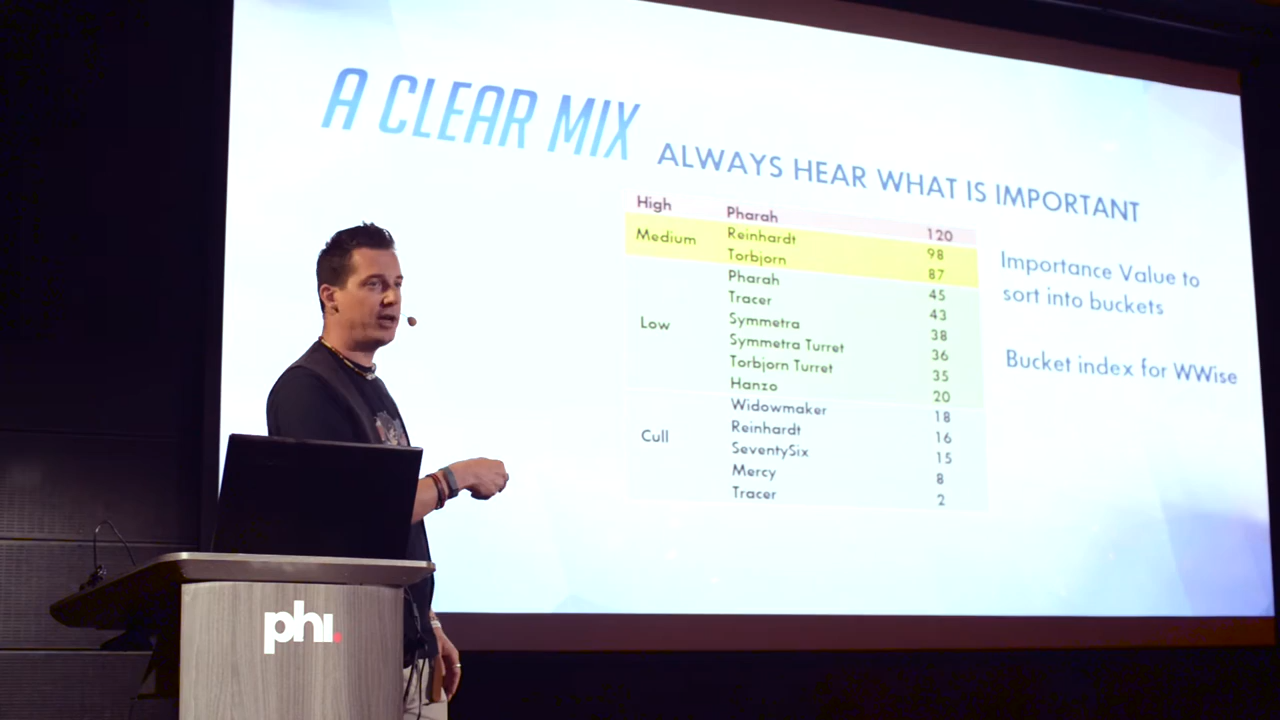 A CLEAR MIX
ALWAYS HEAR WHAT IS IMPORTANT
High Pharah 120
Medium Reinhardt 98
Torbjorn 87
Pharah 45
Tracer 43
Low Symmetra 38
Symmetra Turret 36
Torbjorn Turret 35
Hanzo 20
Widowmaker 18
Cull Reinhardt 16
SeventySix 15
Mercy 8
Tracer 2
Importance Value to
sort into buckets
Bucket index for WWise
phi.